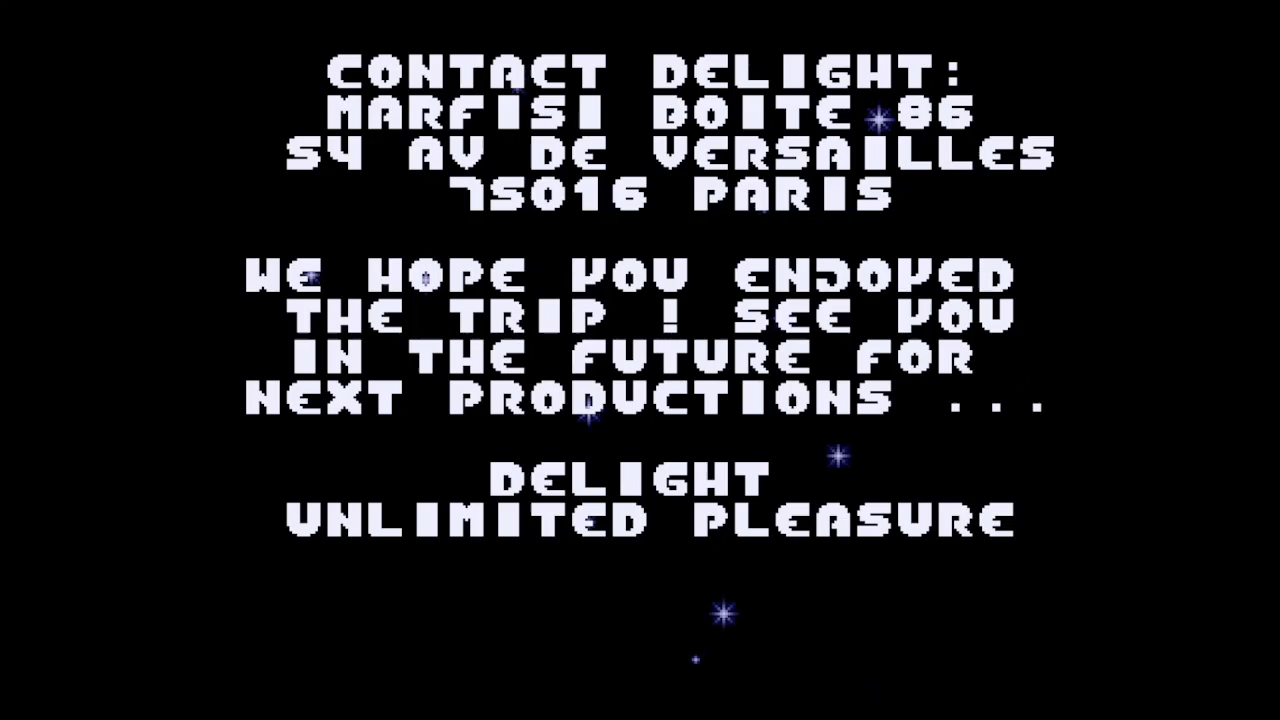 CONTACT DELIGHT:
MARFISI BOITE 86
54 AV DE VERSAILLES
75016 PARIS
WE HOPE YOU ENJOYED
THE TRIP ! SEE YOU
IN THE FUTURE FOR
NEXT PRODUCTIONS ...
DELIGHT
UNLIMITED PLEASURE